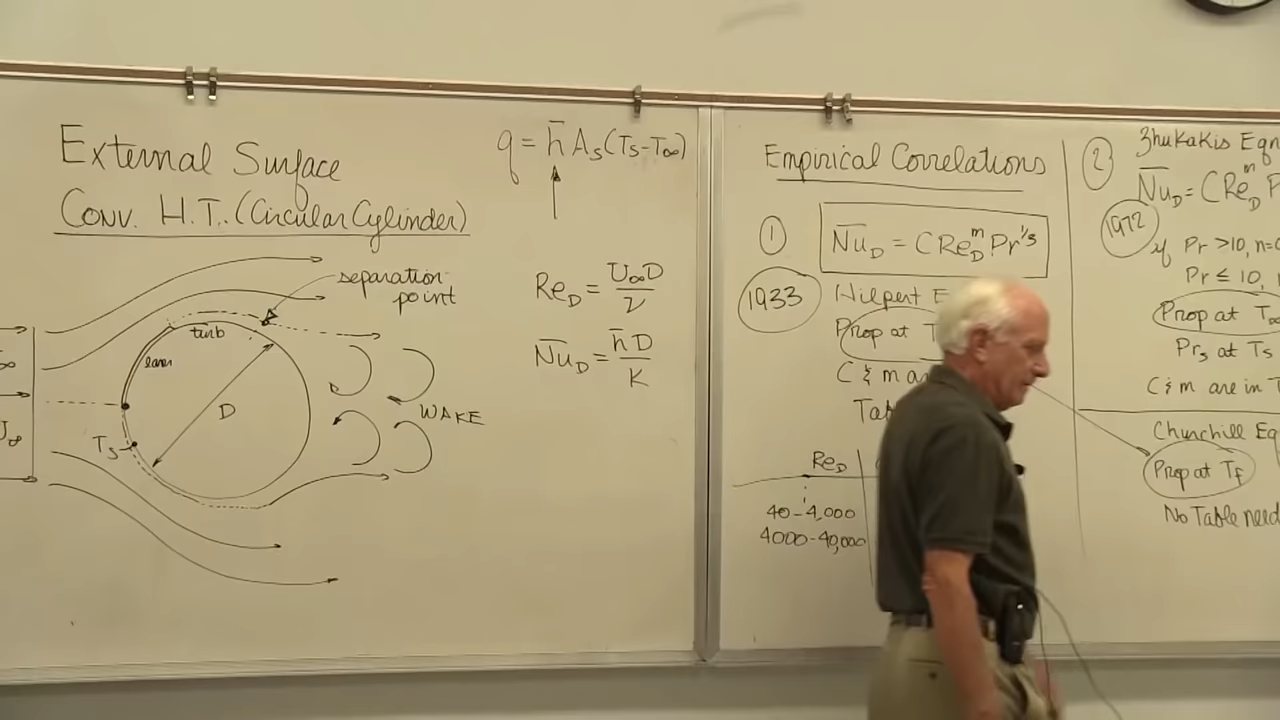 External Surface
Conv. H.T. (Circular Cylinder)
separation
point
turb
lam
D
Ts
U∞
WAKE
q = h̄ As (Ts - T∞)
ReD = U∞D / ν
N̄uD = h̄D / K
Empirical Correlations
1
N̄uD = C ReD^m Pr^1/3
1933
Hilpert E
Prop at T
C & m ar
Tab
ReD
40-4,000
4000-40,000
2
Zhukakis Eqn
N̄uD = C ReD^m P
1972
if Pr >10, n=0
Pr ≤ 10,
Prop at T∞
Prs at Ts
C & m are in T
Churchill Eq
Prop at Tf
No Table need